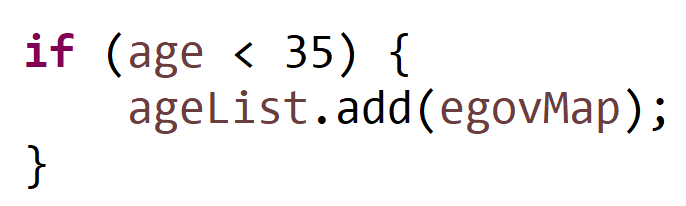 if (age < 35) {
    ageList.add(egovMap);
}